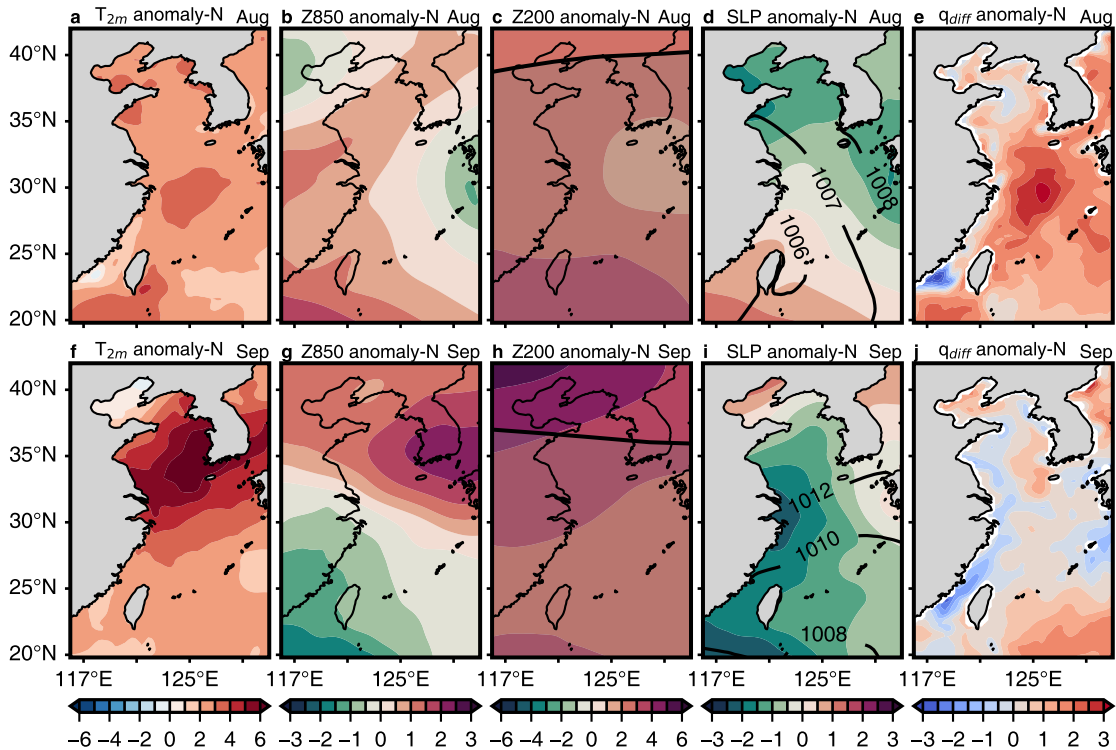 a T2m anomaly-N Aug b Z850 anomaly-N Aug c Z200 anomaly-N Aug d SLP anomaly-N Aug e qdiff anomaly-N Aug
40°N
35°N
30°N
25°N
20°N
1008
1007
1006
f T2m anomaly-N Sep g Z850 anomaly-N Sep h Z200 anomaly-N Sep i SLP anomaly-N Sep j qdiff anomaly-N Sep
40°N
35°N
30°N
25°N
20°N
1012
1010
1008
117°E 125°E 117°E 125°E 117°E 125°E 117°E 125°E 117°E 125°E
−6 −4 −2 0 2 4 6 −3 −2 −1 0 1 2 3 −3 −2 −1 0 1 2 3 −3 −2 −1 0 1 2 3 −3 −2 −1 0 1 2 3